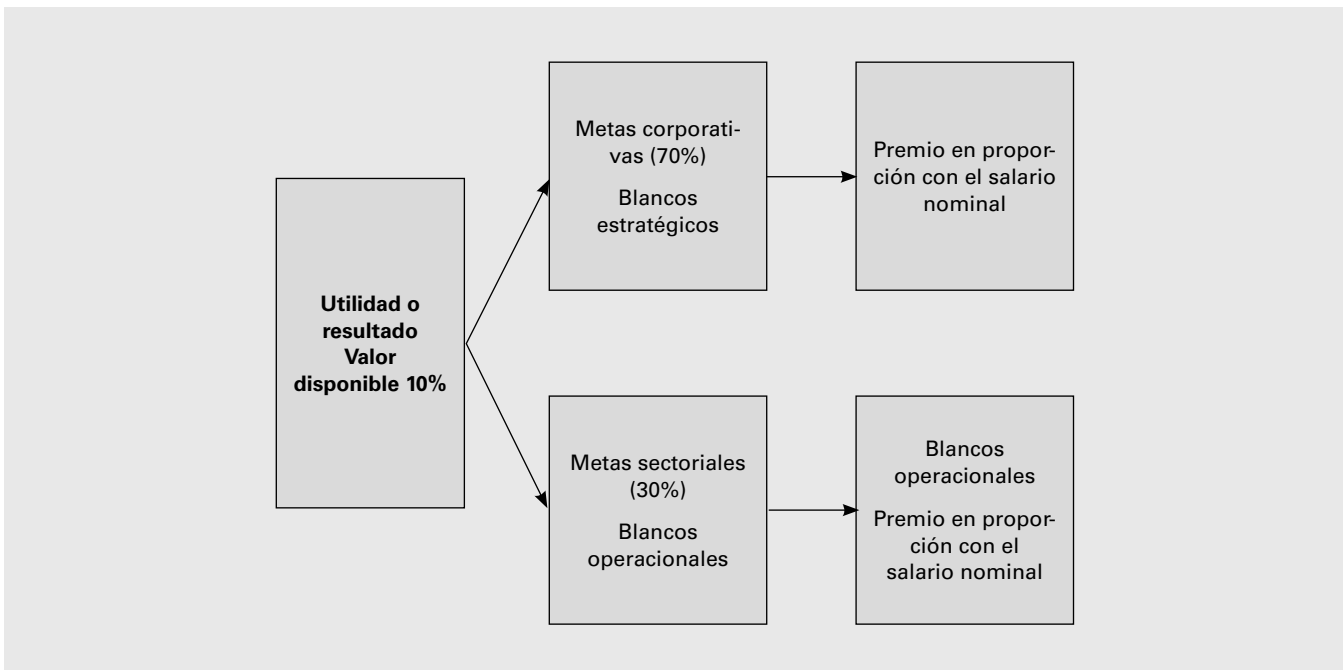 Utilidad o
resultado
Valor
disponible 10%
Metas corporati-
vas (70%)
Blancos
estratégicos
Premio en propor-
ción con el salario
nominal
Metas sectoriales
(30%)
Blancos
operacionales
Blancos
operacionales
Premio en propor-
ción con el
salario nominal